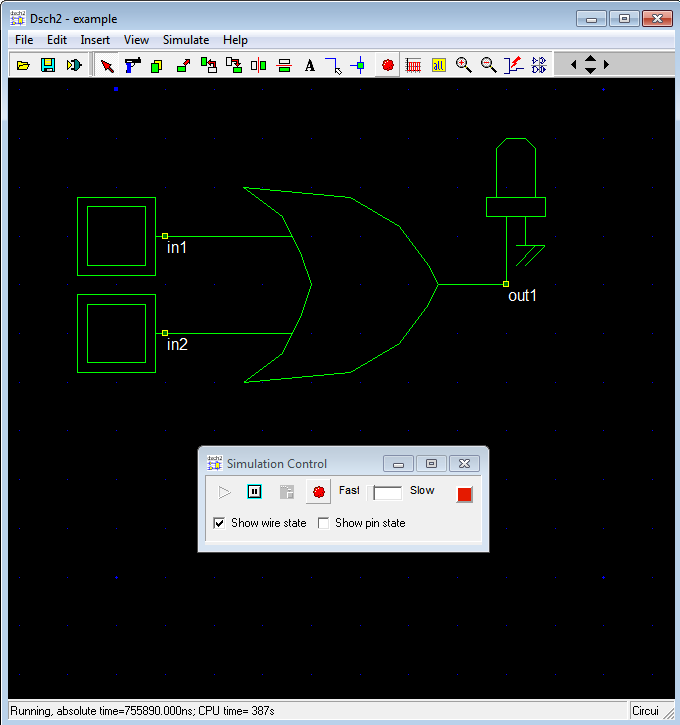 Dsch2 - example
File Edit Insert View Simulate Help
A
all
in1
in2
out1
Simulation Control
Fast Slow
Show wire state Show pin state
Running, absolute time=755890.000ns; CPU time= 387s Circui